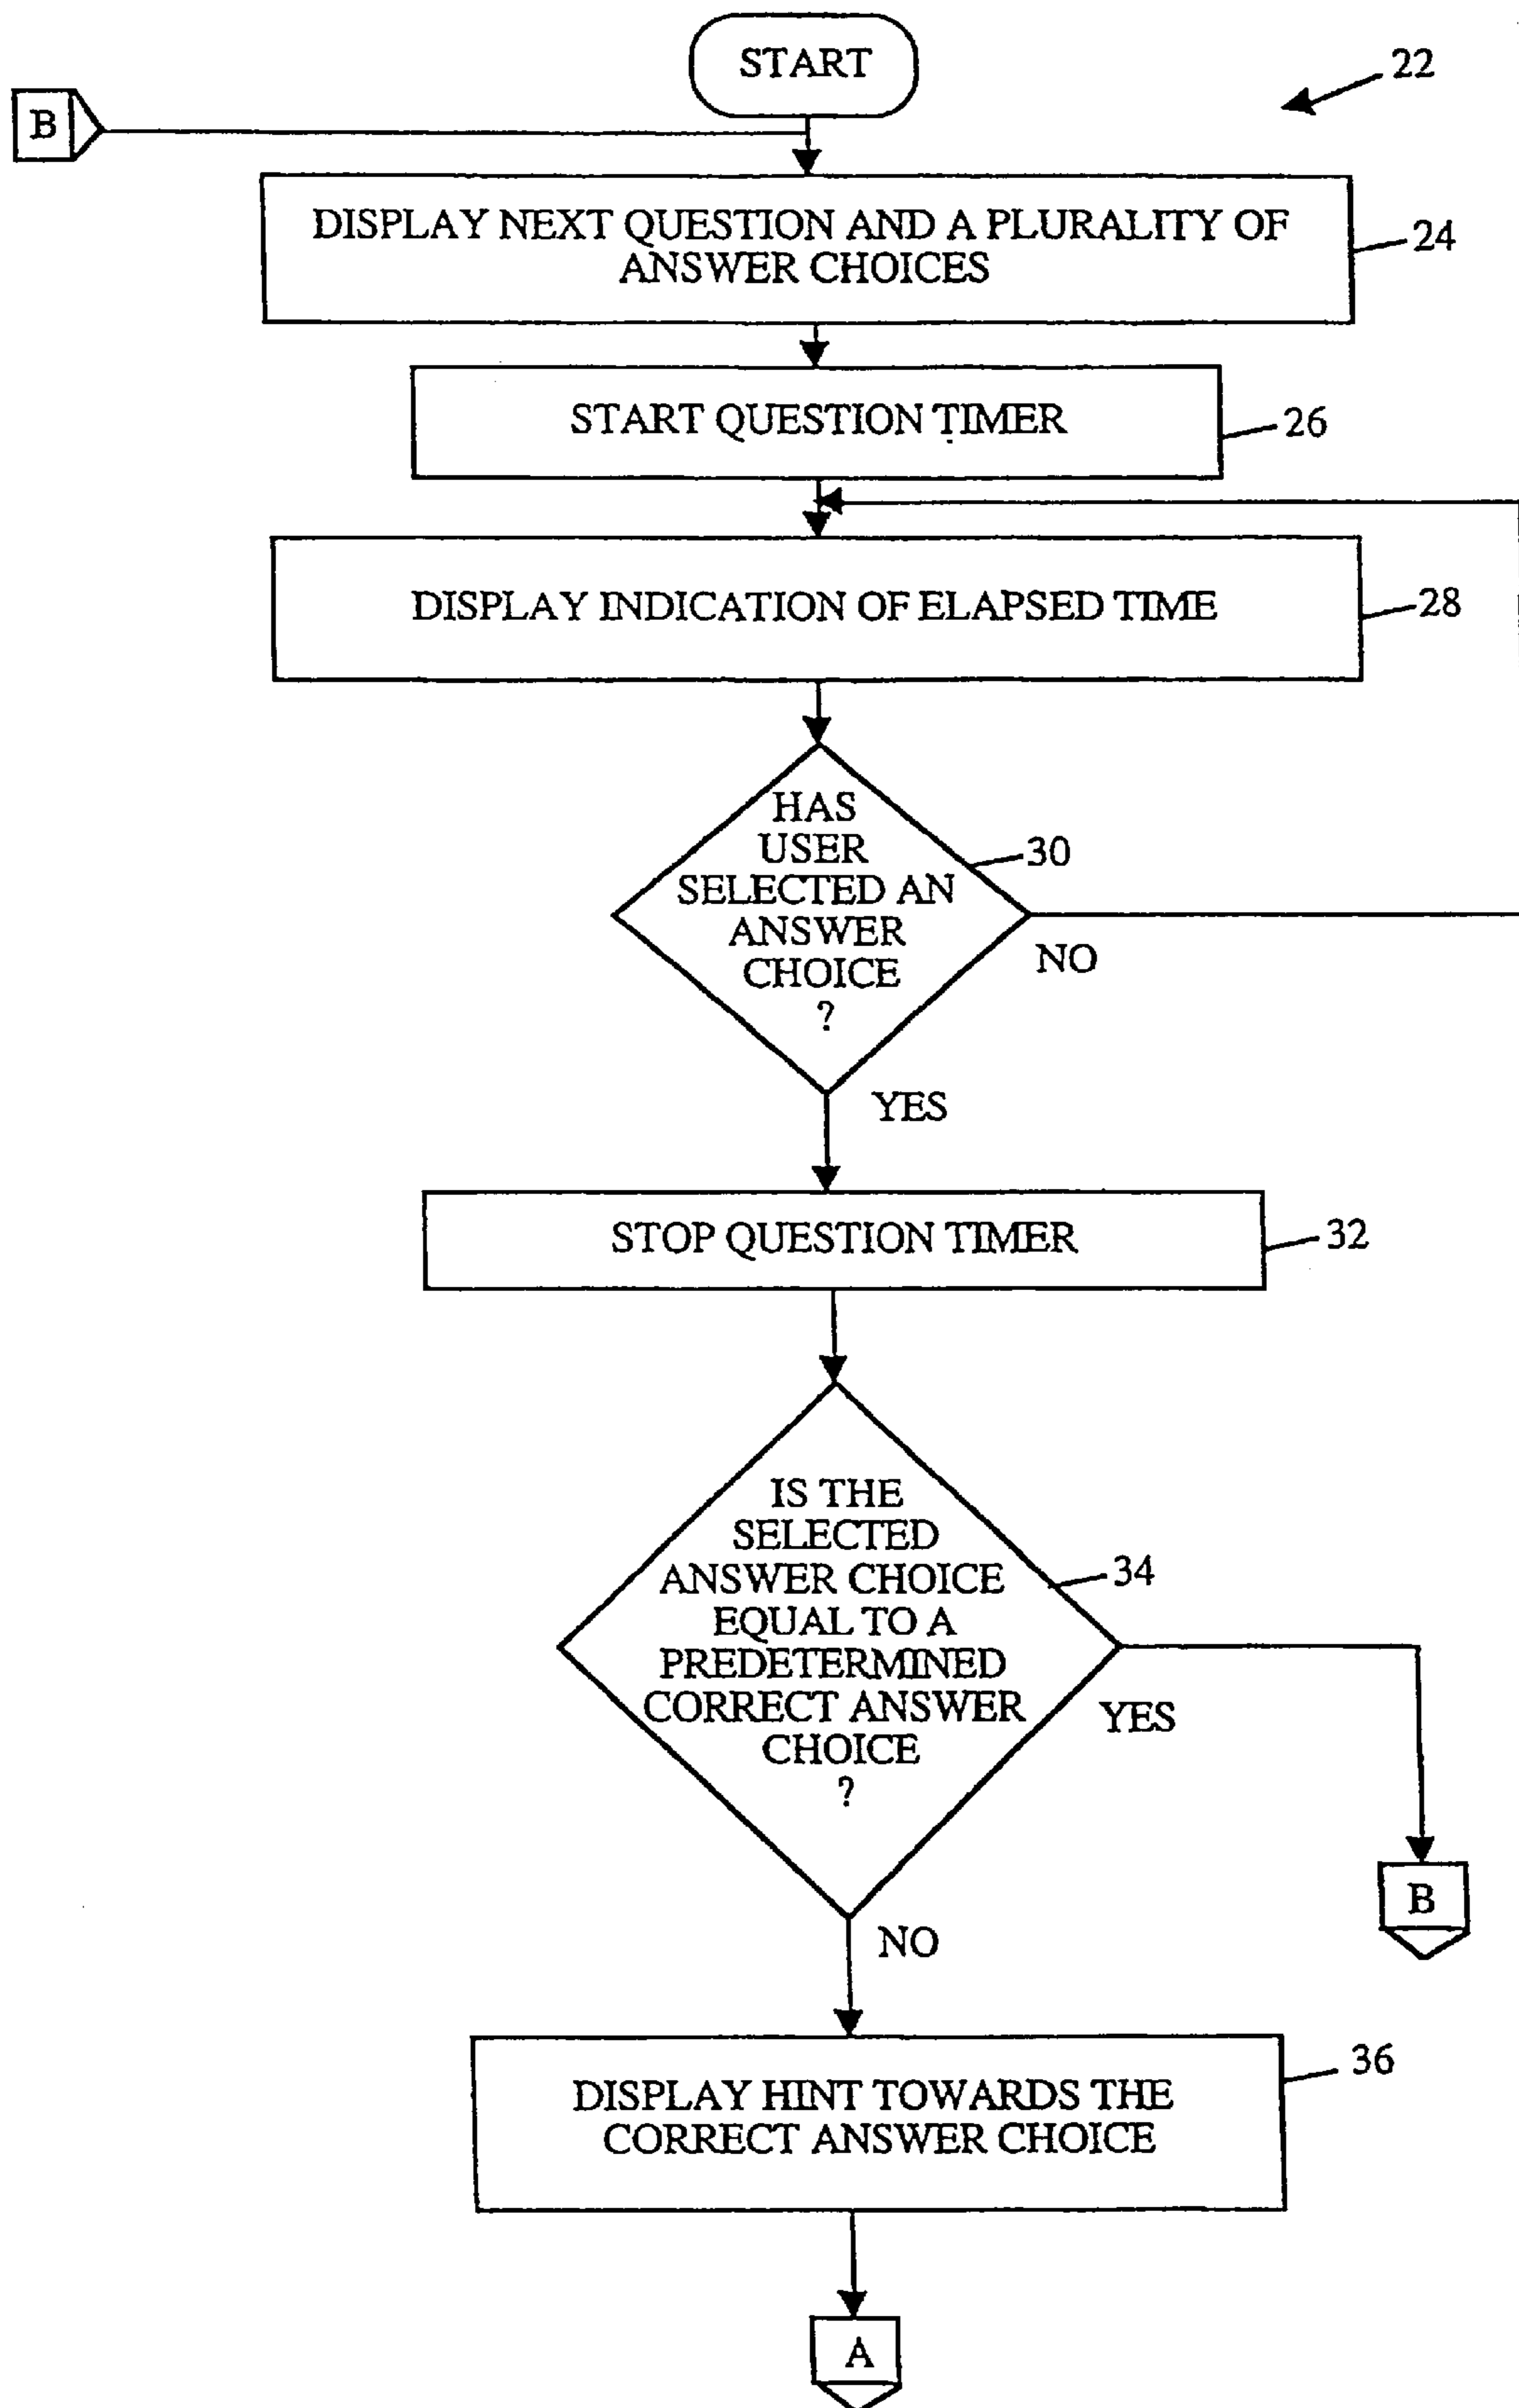 START
22
B
DISPLAY NEXT QUESTION AND A PLURALITY OF
ANSWER CHOICES
24
START QUESTION TIMER
26
DISPLAY INDICATION OF ELAPSED TIME
28
HAS
USER
SELECTED AN
ANSWER
CHOICE
?
30
NO
YES
STOP QUESTION TIMER
32
IS THE
SELECTED
ANSWER CHOICE
EQUAL TO A
PREDETERMINED
CORRECT ANSWER
CHOICE
?
34
YES
B
NO
DISPLAY HINT TOWARDS THE
CORRECT ANSWER CHOICE
36
A